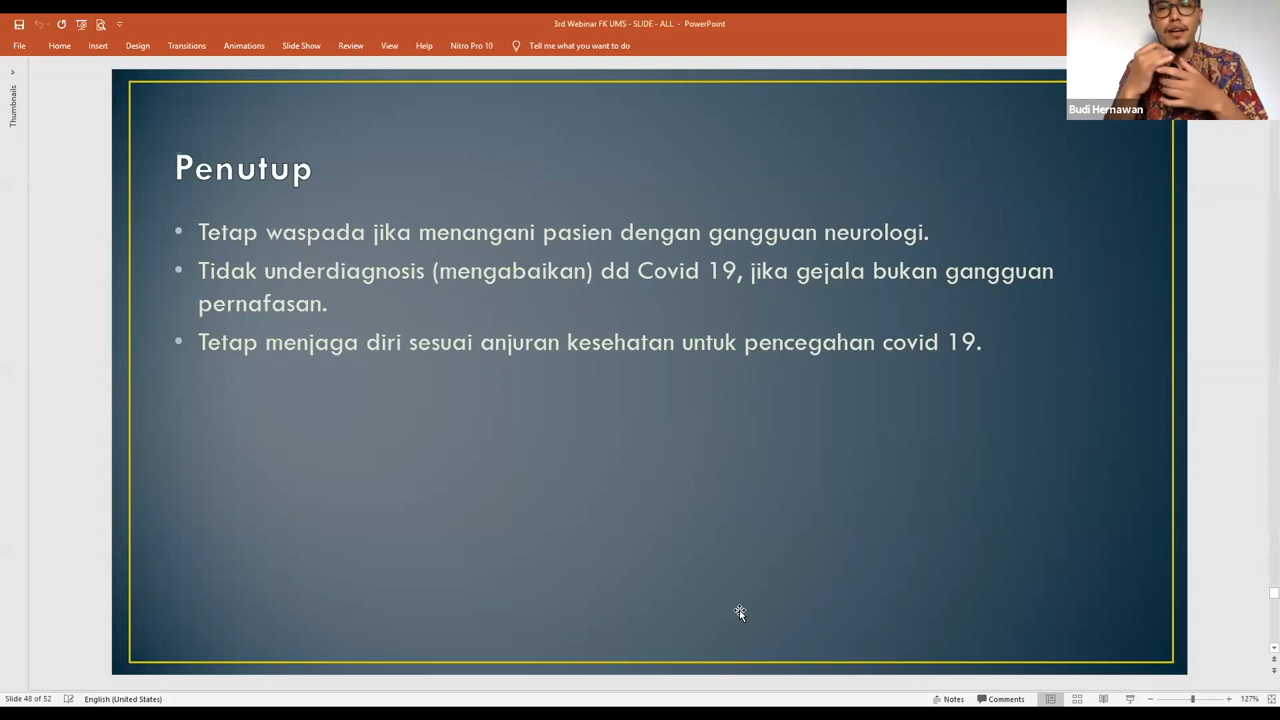 3rd Webinar FK UMS - SLIDE - ALL - PowerPoint
File Home Insert Design Transitions Animations Slide Show Review View Help Nitro Pro 10 Tell me what you want to do
Budi Hernawan
Thumbnails
Penutup
• Tetap waspada jika menangani pasien dengan gangguan neurologi.
• Tidak underdiagnosis (mengabaikan) dd Covid 19, jika gejala bukan gangguan
pernafasan.
• Tetap menjaga diri sesuai anjuran kesehatan untuk pencegahan covid 19.
Slide 48 of 52 English (United States) Notes Comments 127%